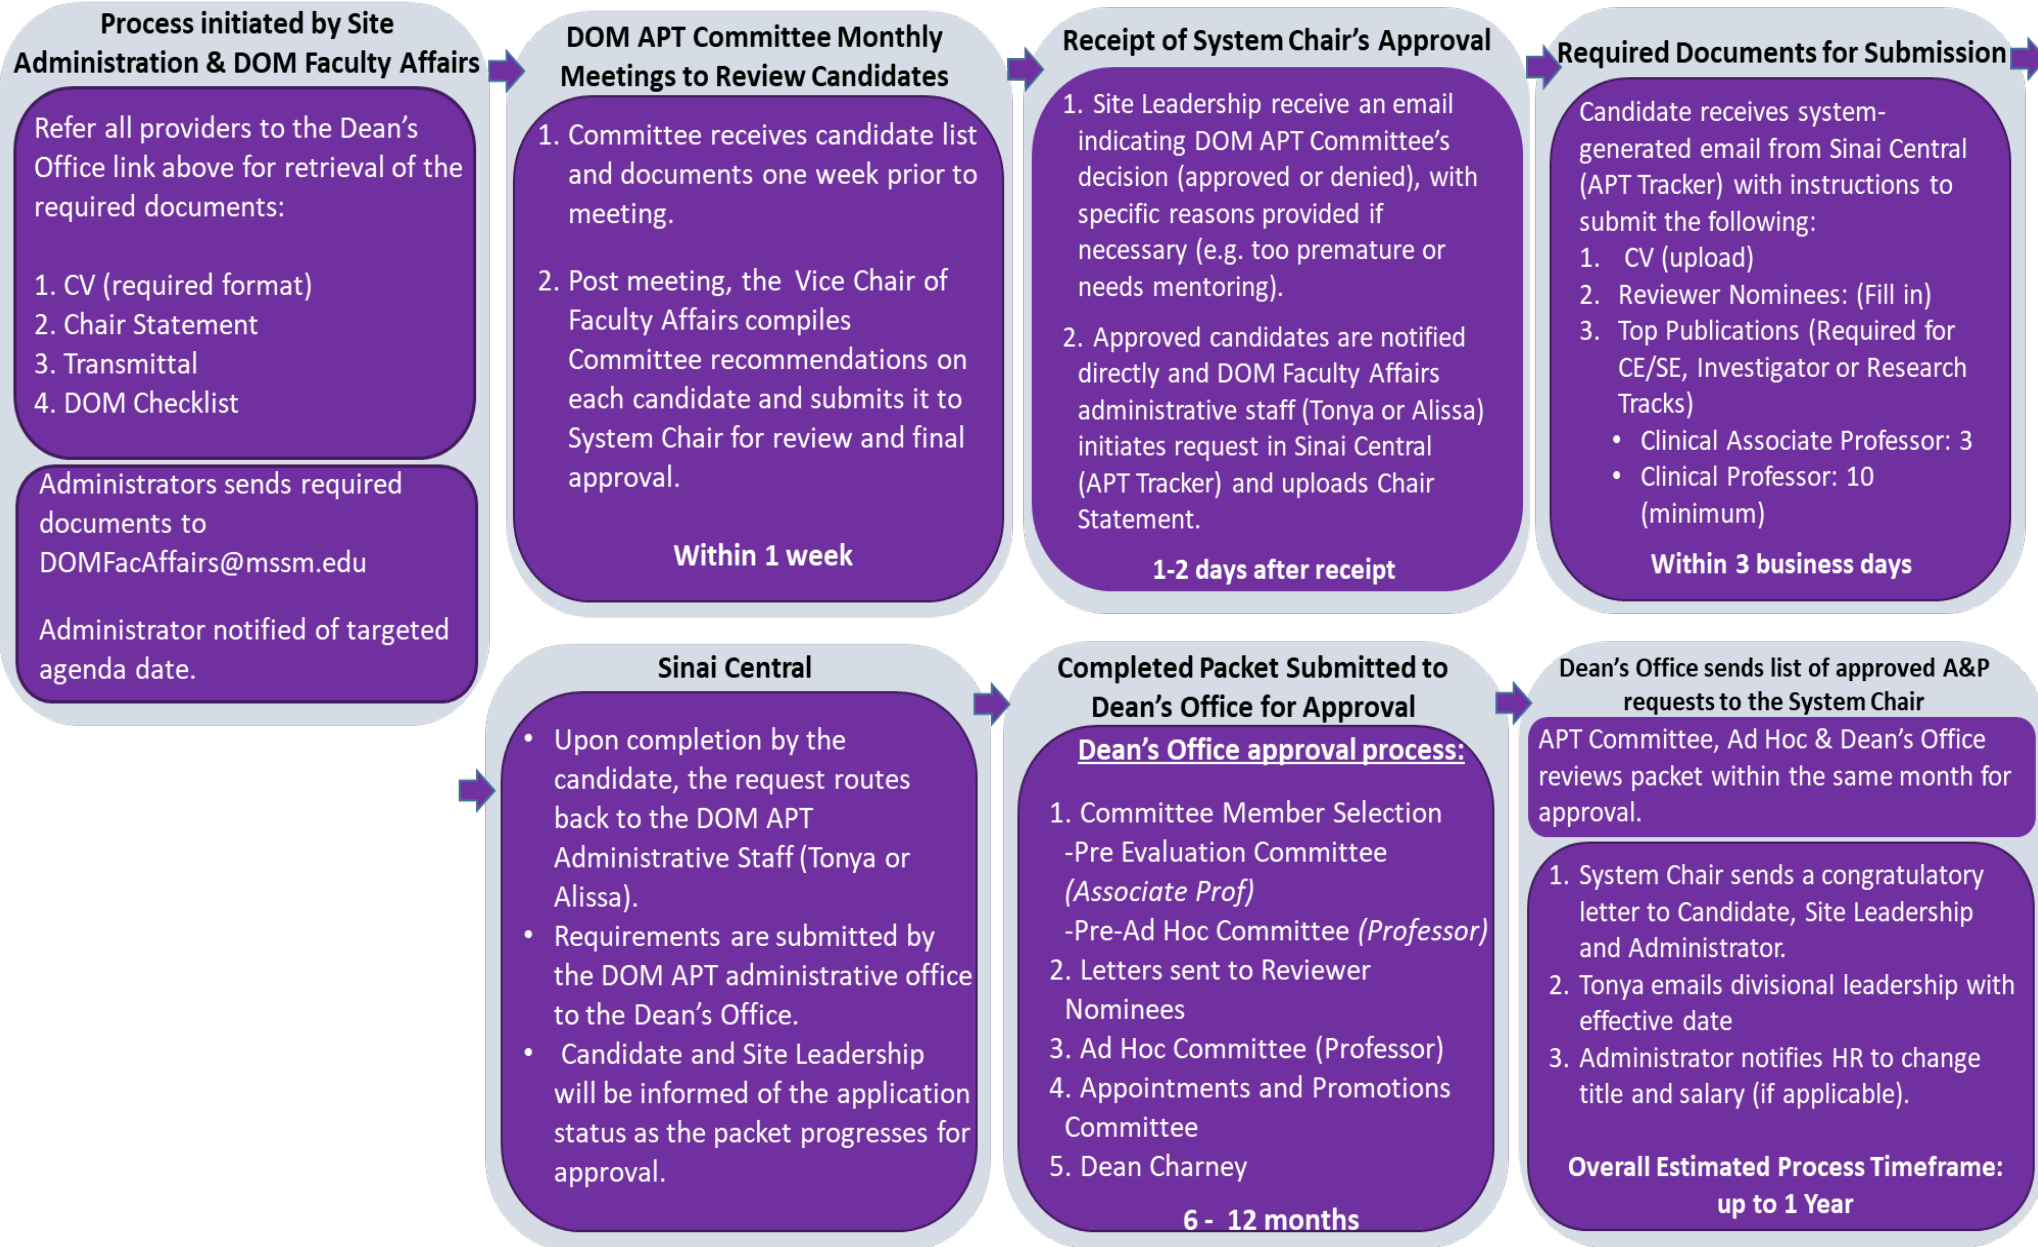 Process initiated by Site
Administration & DOM Faculty Affairs
Refer all providers to the Dean’s
Office link above for retrieval of the
required documents:
1. CV (required format)
2. Chair Statement
3. Transmittal
4. DOM Checklist
Administrators sends required
documents to
DOMFacAffairs@mssm.edu
Administrator notified of targeted
agenda date.
DOM APT Committee Monthly
Meetings to Review Candidates
1. Committee receives candidate list
and documents one week prior to
meeting.
2. Post meeting, the Vice Chair of
Faculty Affairs compiles
Committee recommendations on
each candidate and submits it to
System Chair for review and final
approval.
Within 1 week
Receipt of System Chair’s Approval
1. Site Leadership receive an email
indicating DOM APT Committee’s
decision (approved or denied), with
specific reasons provided if
necessary (e.g. too premature or
needs mentoring).
2. Approved candidates are notified
directly and DOM Faculty Affairs
administrative staff (Tonya or Alissa)
initiates request in Sinai Central
(APT Tracker) and uploads Chair
Statement.
1-2 days after receipt
Required Documents for Submission
Candidate receives system-
generated email from Sinai Central
(APT Tracker) with instructions to
submit the following:
1. CV (upload)
2. Reviewer Nominees: (Fill in)
3. Top Publications (Required for
CE/SE, Investigator or Research
Tracks)
• Clinical Associate Professor: 3
• Clinical Professor: 10
(minimum)
Within 3 business days
Sinai Central
• Upon completion by the
candidate, the request routes
back to the DOM APT
Administrative Staff (Tonya or
Alissa).
• Requirements are submitted by
the DOM APT administrative office
to the Dean’s Office.
• Candidate and Site Leadership
will be informed of the application
status as the packet progresses for
approval.
Completed Packet Submitted to
Dean’s Office for Approval
Dean’s Office approval process:
1. Committee Member Selection
-Pre Evaluation Committee
(Associate Prof)
-Pre-Ad Hoc Committee (Professor)
2. Letters sent to Reviewer
Nominees
3. Ad Hoc Committee (Professor)
4. Appointments and Promotions
Committee
5. Dean Charney
6 - 12 months
Dean’s Office sends list of approved A&P
requests to the System Chair
APT Committee, Ad Hoc & Dean’s Office
reviews packet within the same month for
approval.
1. System Chair sends a congratulatory
letter to Candidate, Site Leadership
and Administrator.
2. Tonya emails divisional leadership with
effective date
3. Administrator notifies HR to change
title and salary (if applicable).
Overall Estimated Process Timeframe:
up to 1 Year